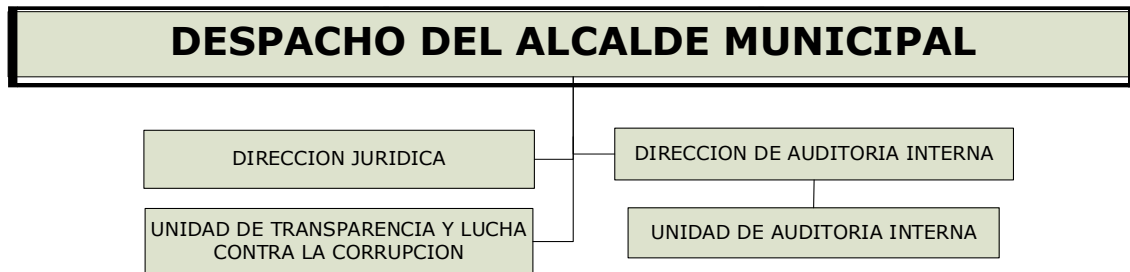 DESPACHO DEL ALCALDE MUNICIPAL
DIRECCION JURIDICA
DIRECCION DE AUDITORIA INTERNA
UNIDAD DE TRANSPARENCIA Y LUCHA
CONTRA LA CORRUPCION
UNIDAD DE AUDITORIA INTERNA